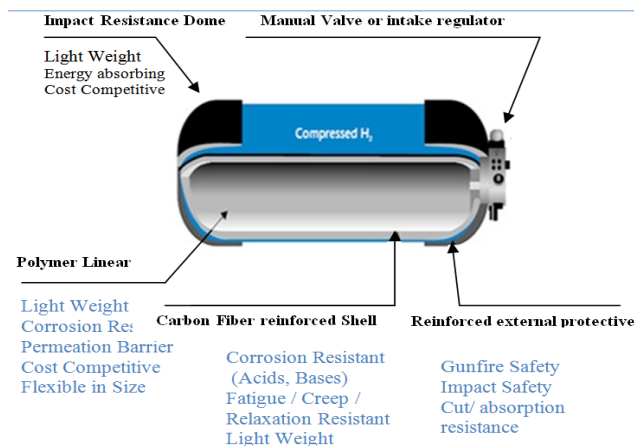 Impact Resistance Dome
Manual Valve or intake regulator
Light Weight
Energy absorbing
Cost Competitive
Compressed H₂
Polymer Linear
Light Weight
Corrosion Res
Permeation Barrier
Cost Competitive
Flexible in Size
Carbon Fiber reinforced Shell
Corrosion Resistant
(Acids, Bases)
Fatigue / Creep /
Relaxation Resistant
Light Weight
Reinforced external protective
Gunfire Safety
Impact Safety
Cut/ absorption
resistance